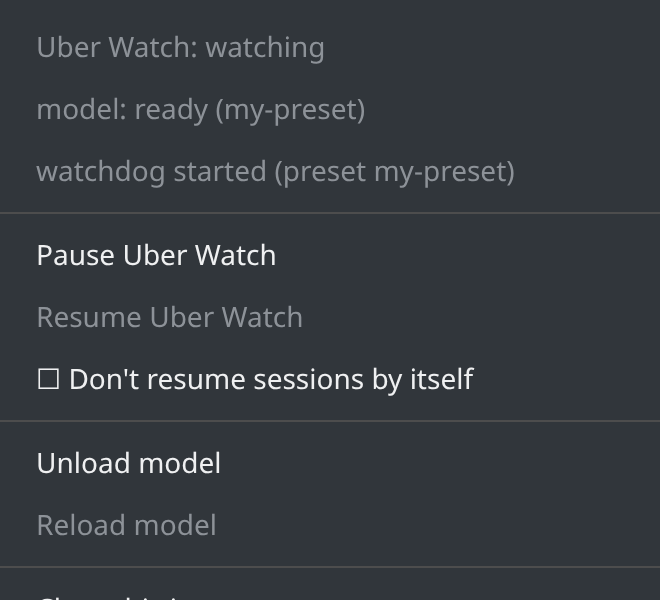 Uber Watch: watching
model: ready (my-preset)
watchdog started (preset my-preset)
Pause Uber Watch
Resume Uber Watch
☐ Don't resume sessions by itself
Unload model
Reload model